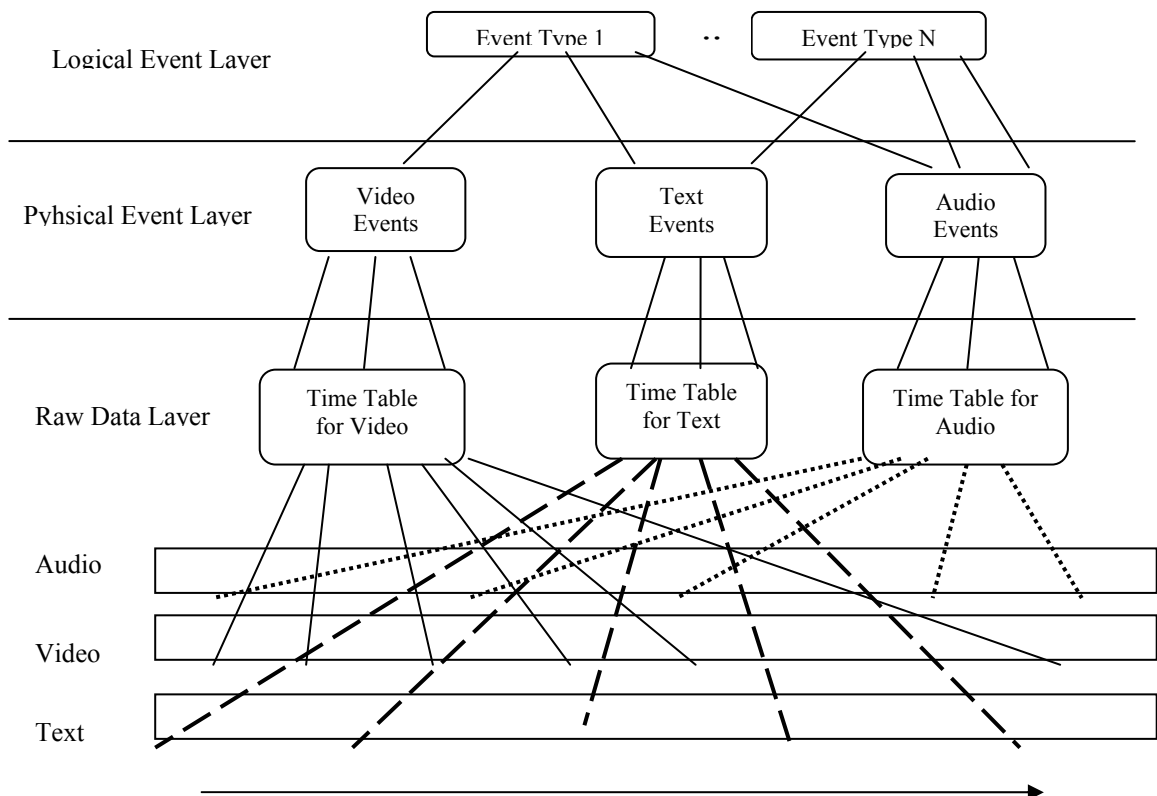 Event Type 1
..
Event Type N
Logical Event Layer
Pyhsical Event Layer
Video
Events
Text
Events
Audio
Events
Raw Data Layer
Time Table
for Video
Time Table
for Text
Time Table for
Audio
Audio
Video
Text